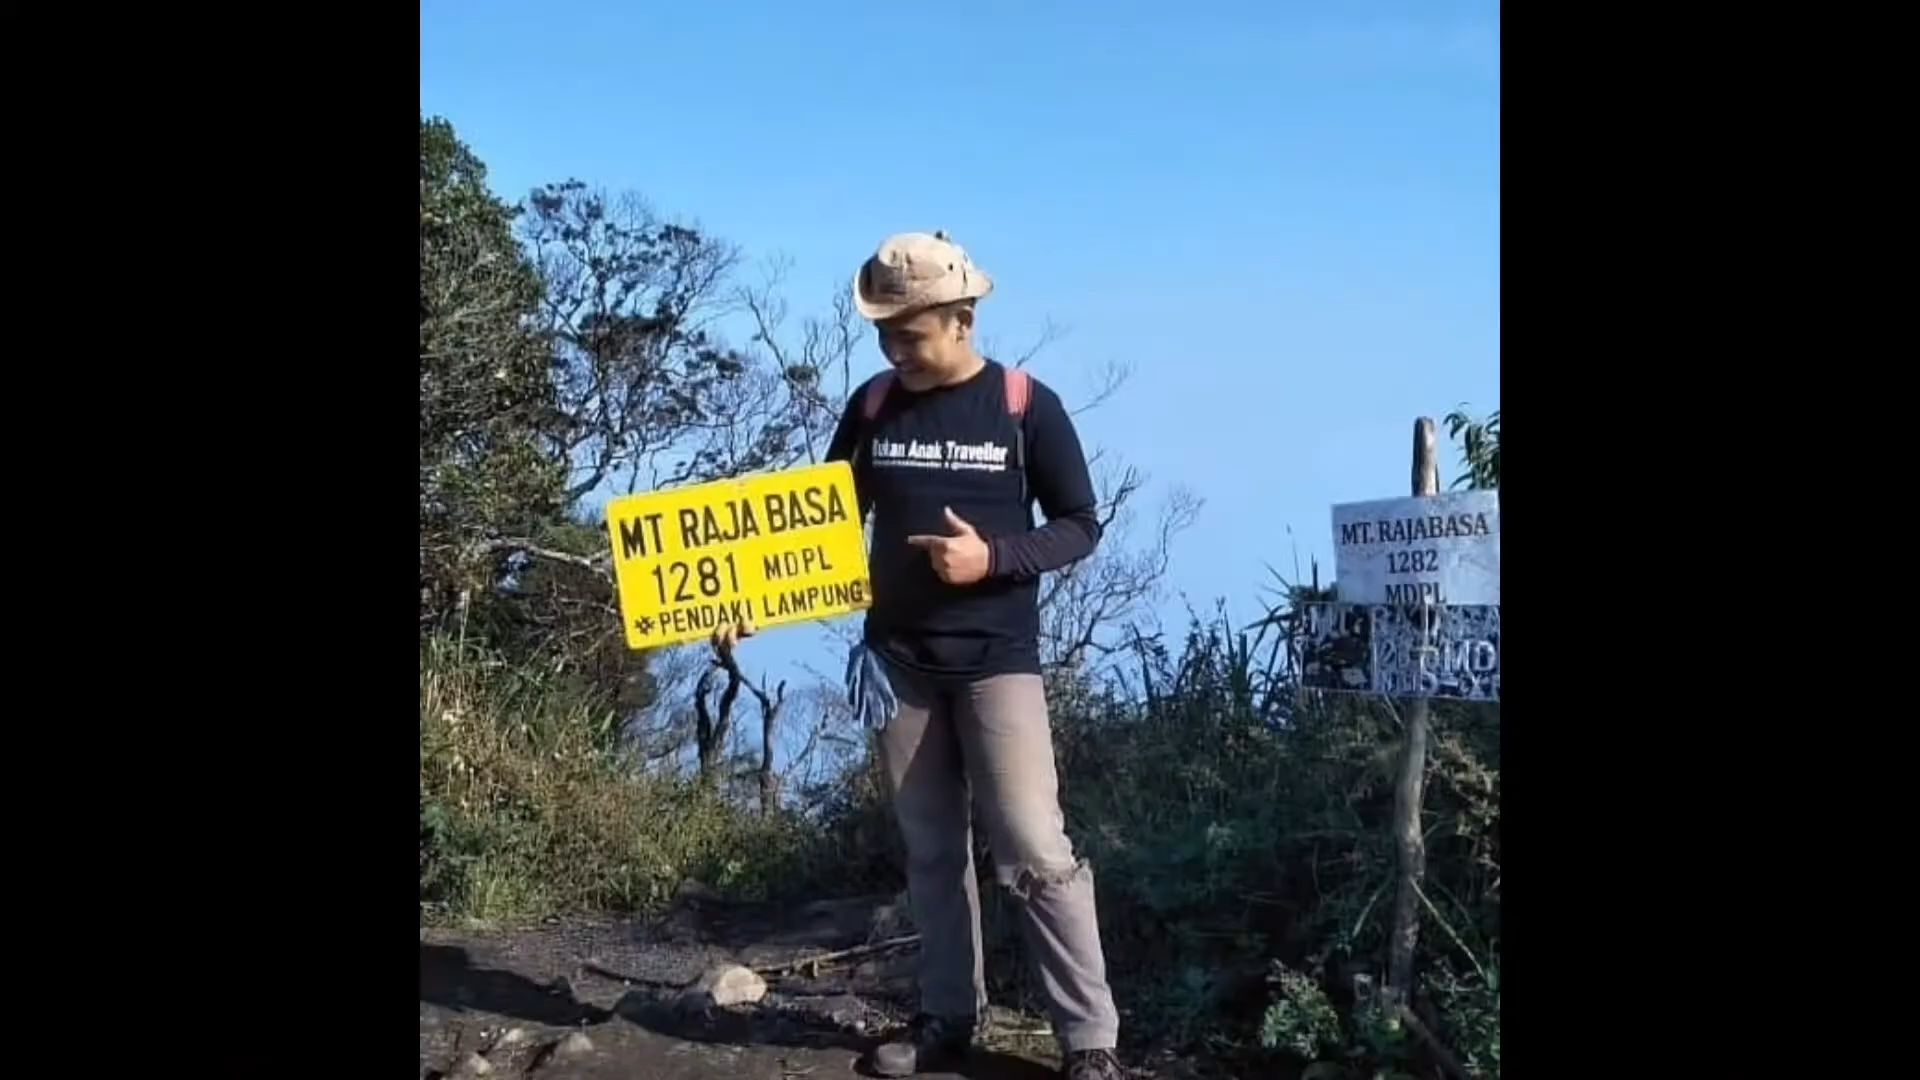 Bukan Anak Traveller
MT RAJA BASA
1281 MDPL
PENDAKI LAMPUNG
MT. RAJABASA
1282
MDPL